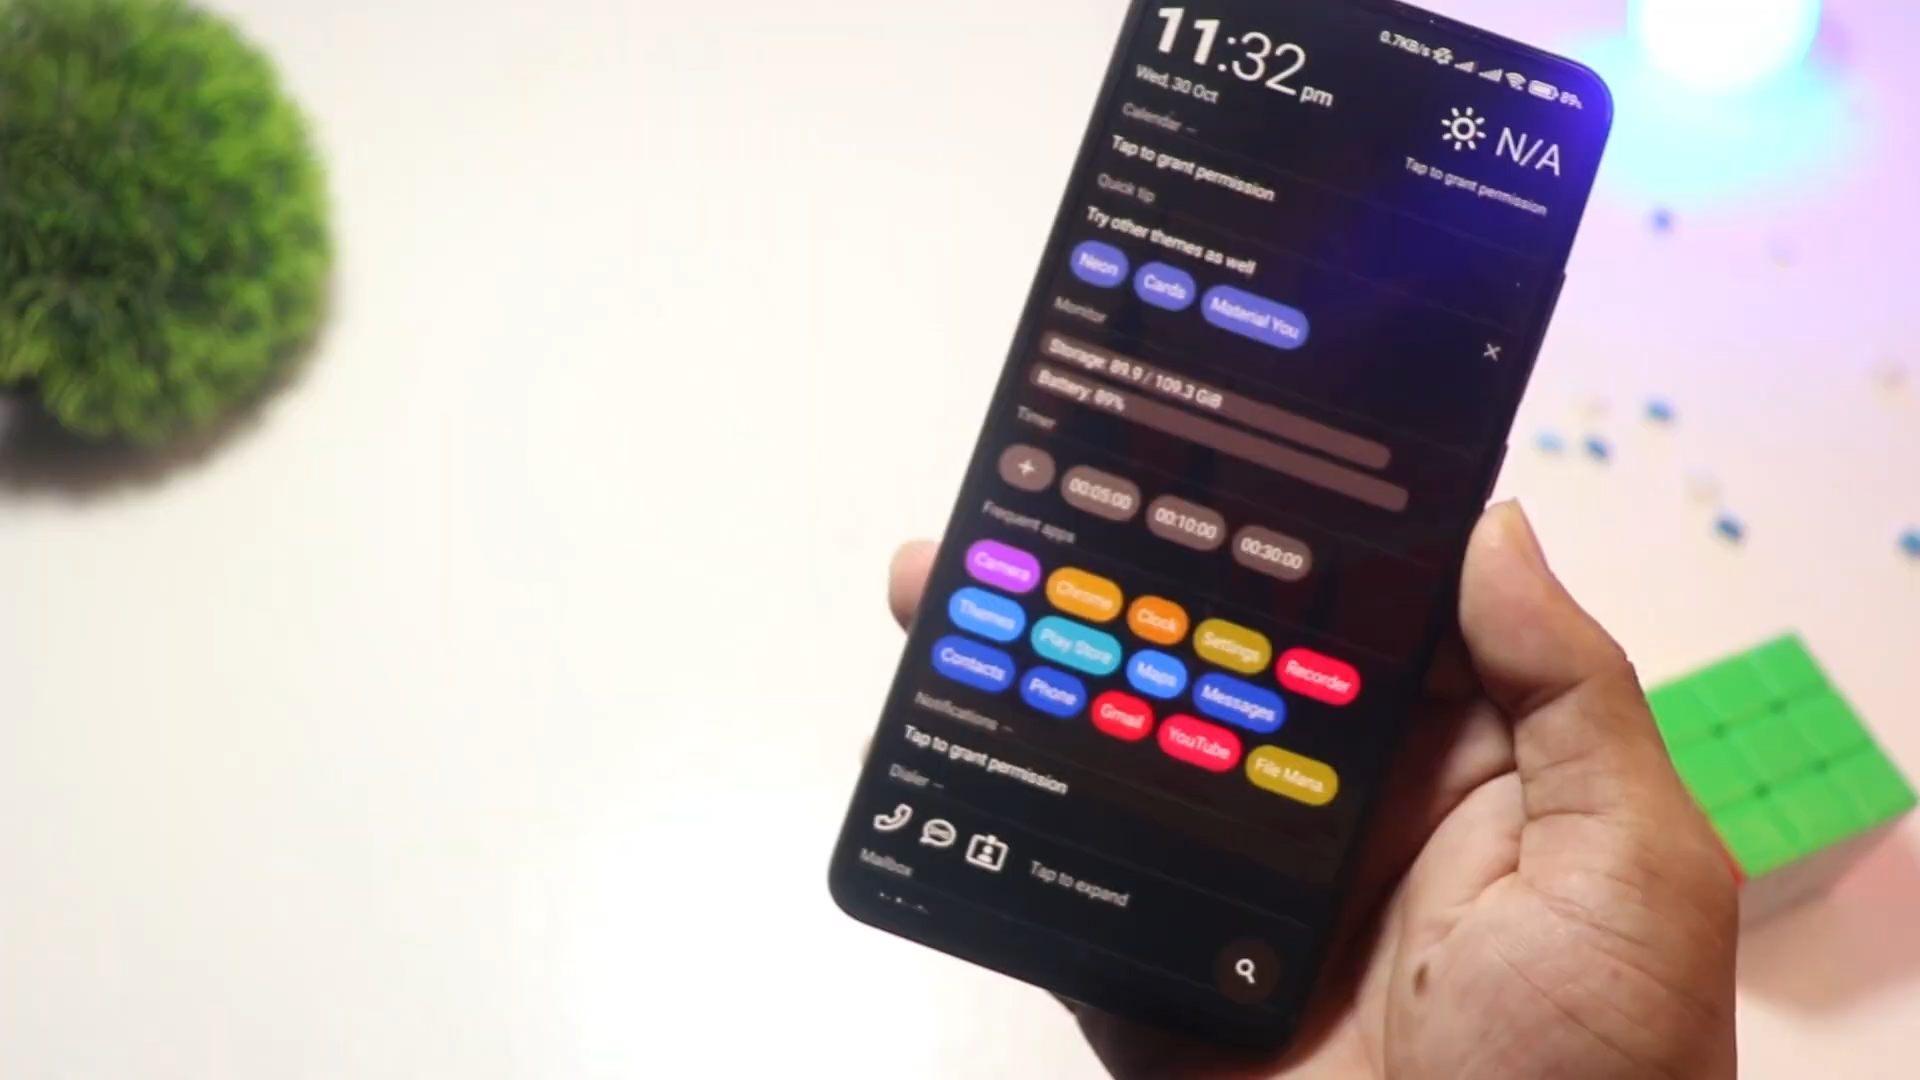 11:32 pm
0.7KB/s 89%
Wed, 30 Oct
N/A
Tap to grant permission
Calendar --
Tap to grant permission
Quick tip
Try other themes as well
Neon Cards Material You
Monitor
Storage: 89.9 / 109.3 GiB
Battery: 89%
Timer
+ 00:05:00 00:10:00 00:30:00
Frequent apps
Camera Chrome Clock Settings Recorder
Themes Play Store Maps Messages
Contacts Phone Gmail YouTube File Mana
Notifications --
Tap to grant permission
Dialer --
Tap to expand
Mailbox